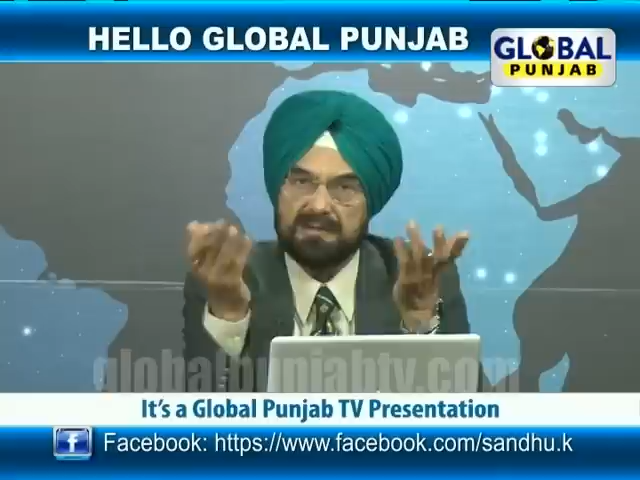 HELLO GLOBAL PUNJAB
GLOBAL
PUNJAB
globalpunjabtv.com
It's a Global Punjab TV Presentation
f Facebook: https://www.facebook.com/sandhu.k